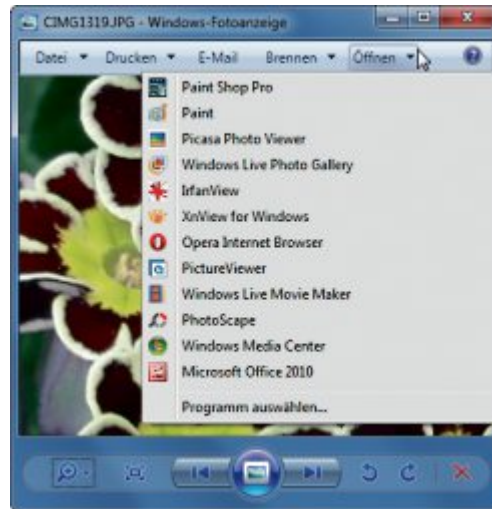 CIMG1319.JPG - Windows-Fotoanzeige
Datei Drucken E-Mail Brennen Öffnen
Paint Shop Pro
Paint
Picasa Photo Viewer
Windows Live Photo Gallery
IrfanView
XnView for Windows
Opera Internet Browser
PictureViewer
Windows Live Movie Maker
PhotoScape
Windows Media Center
Microsoft Office 2010
Programm auswählen...